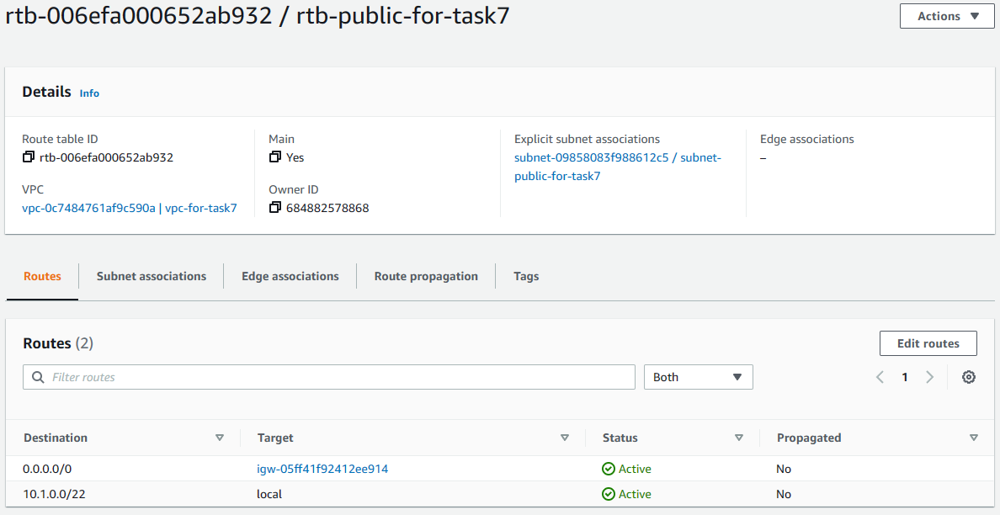 rtb-006efa000652ab932 / rtb-public-for-task7
Actions
Details Info
Route table ID
rtb-006efa000652ab932
Main
Yes
Explicit subnet associations
subnet-09858083f988612c5 / subnet-
public-for-task7
Edge associations
–
VPC
vpc-0c7484761af9c590a | vpc-for-task7
Owner ID
684882578868
Routes Subnet associations Edge associations Route propagation Tags
Routes (2)
Edit routes
Filter routes
Both
1
Destination Target Status Propagated
0.0.0.0/0 igw-05ff41f92412ee914 Active No
10.1.0.0/22 local Active No